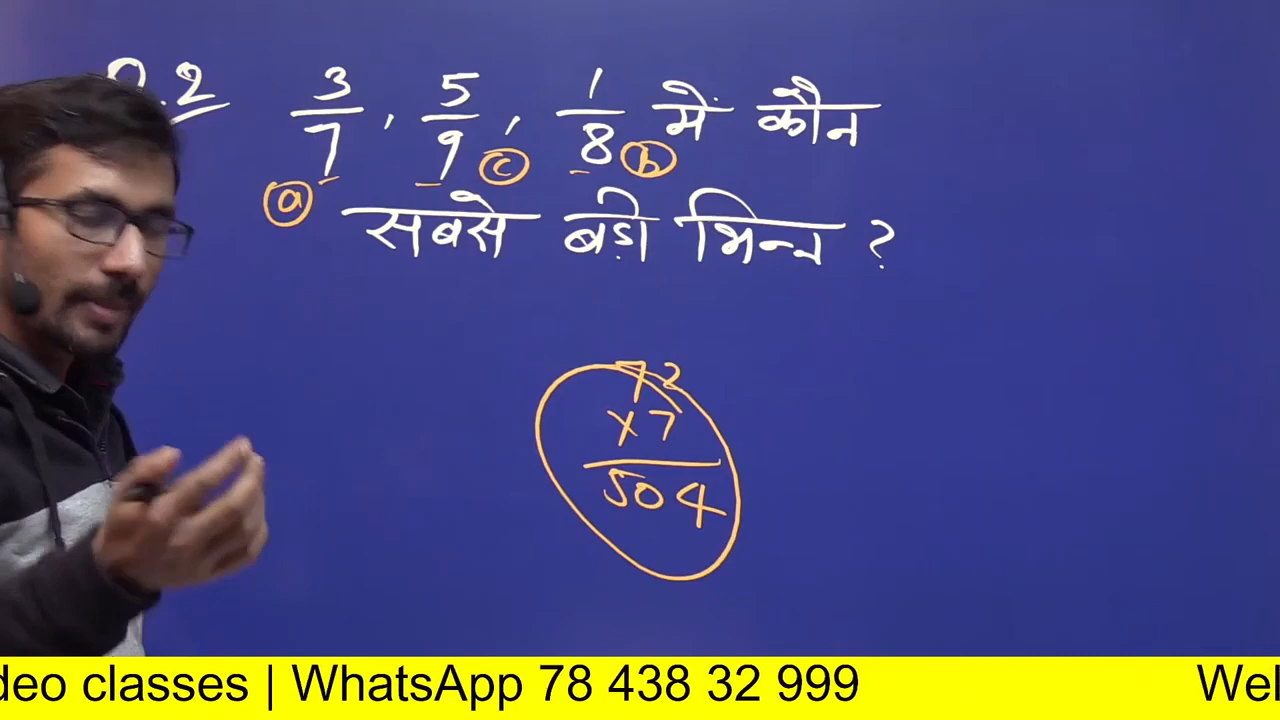 Q.2 3/7 , 5/9 , 1/8 में कौन
a c b
सबसे बड़ी भिन्न ?
72
x 7
504
deo classes | WhatsApp 78 438 32 999 Wel